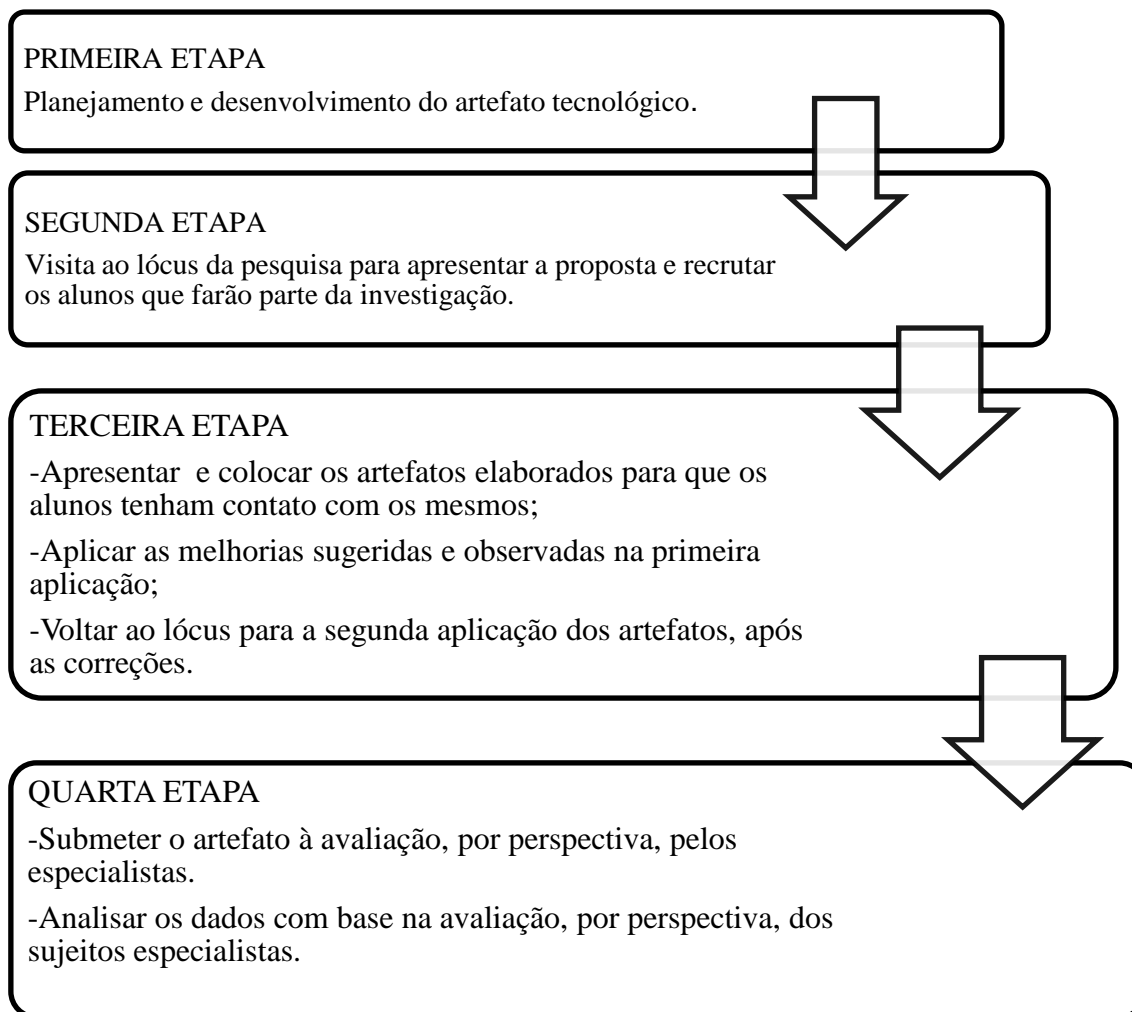 PRIMEIRA ETAPA
Planejamento e desenvolvimento do artefato tecnológico.
SEGUNDA ETAPA
Visita ao lócus da pesquisa para apresentar a proposta e recrutar
os alunos que farão parte da investigação.
TERCEIRA ETAPA
-Apresentar  e colocar os artefatos elaborados para que os
alunos tenham contato com os mesmos;
-Aplicar as melhorias sugeridas e observadas na primeira
aplicação;
-Voltar ao lócus para a segunda aplicação dos artefatos, após
as correções.
QUARTA ETAPA
-Submeter o artefato à avaliação, por perspectiva, pelos
especialistas.
-Analisar os dados com base na avaliação, por perspectiva, dos
sujeitos especialistas.